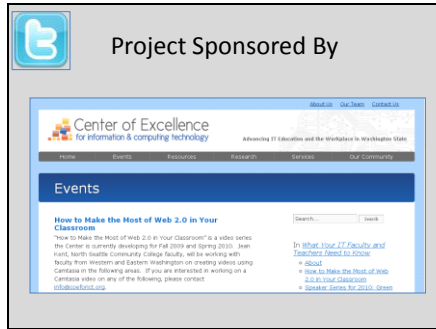 Project Sponsored By
About Us Our Team Contact Us
Center of Excellence
for information & computing technology
Advancing IT Education and the Workplace in Washington State
Home Events Resources Research Services Our Community
Events
How to Make the Most of Web 2.0 in Your
Classroom
"How to Make the Most of Web 2.0 in Your Classroom" is a video series
the Center is currently developing for Fall 2009 and Spring 2010. Jean
Kent, North Seattle Community College faculty, will be working with
faculty from Western and Eastern Washington on creating videos using
Camtasia in the following areas. If you are interested in working on a
Camtasia video on any of the following, please contact
info@coeforict.org.
Search... Search
In What Your IT Faculty and
Teachers Need to Know
About
How to Make the Most of Web
2.0 in Your Classroom
Speaker Series for 2010: Green